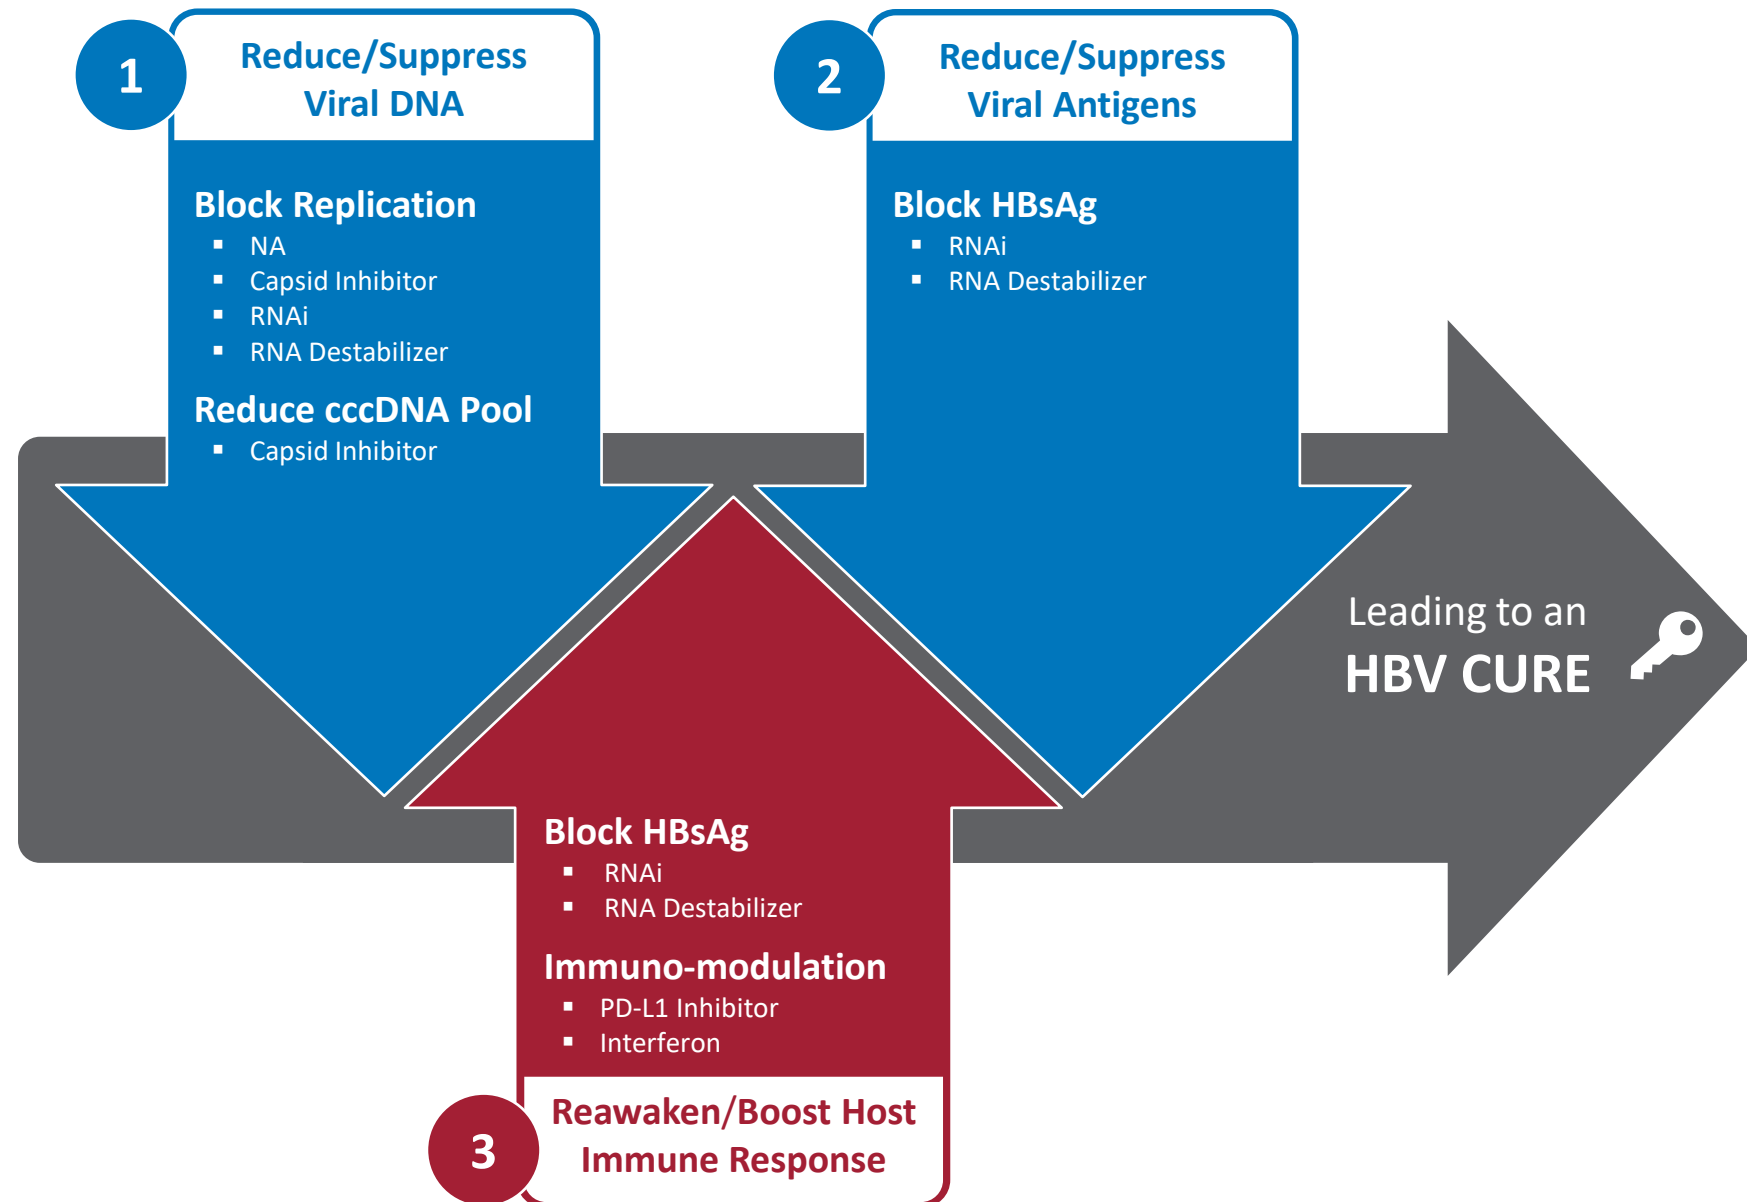 1
Reduce/Suppress
Viral DNA
Block Replication
▪ NA
▪ Capsid Inhibitor
▪ RNAi
▪ RNA Destabilizer
Reduce cccDNA Pool
▪ Capsid Inhibitor
2
Reduce/Suppress
Viral Antigens
Block HBsAg
▪ RNAi
▪ RNA Destabilizer
Block HBsAg
▪ RNAi
▪ RNA Destabilizer
Immuno-modulation
▪ PD-L1 Inhibitor
▪ Interferon
3
Reawaken/Boost Host
Immune Response
Leading to an
HBV CURE